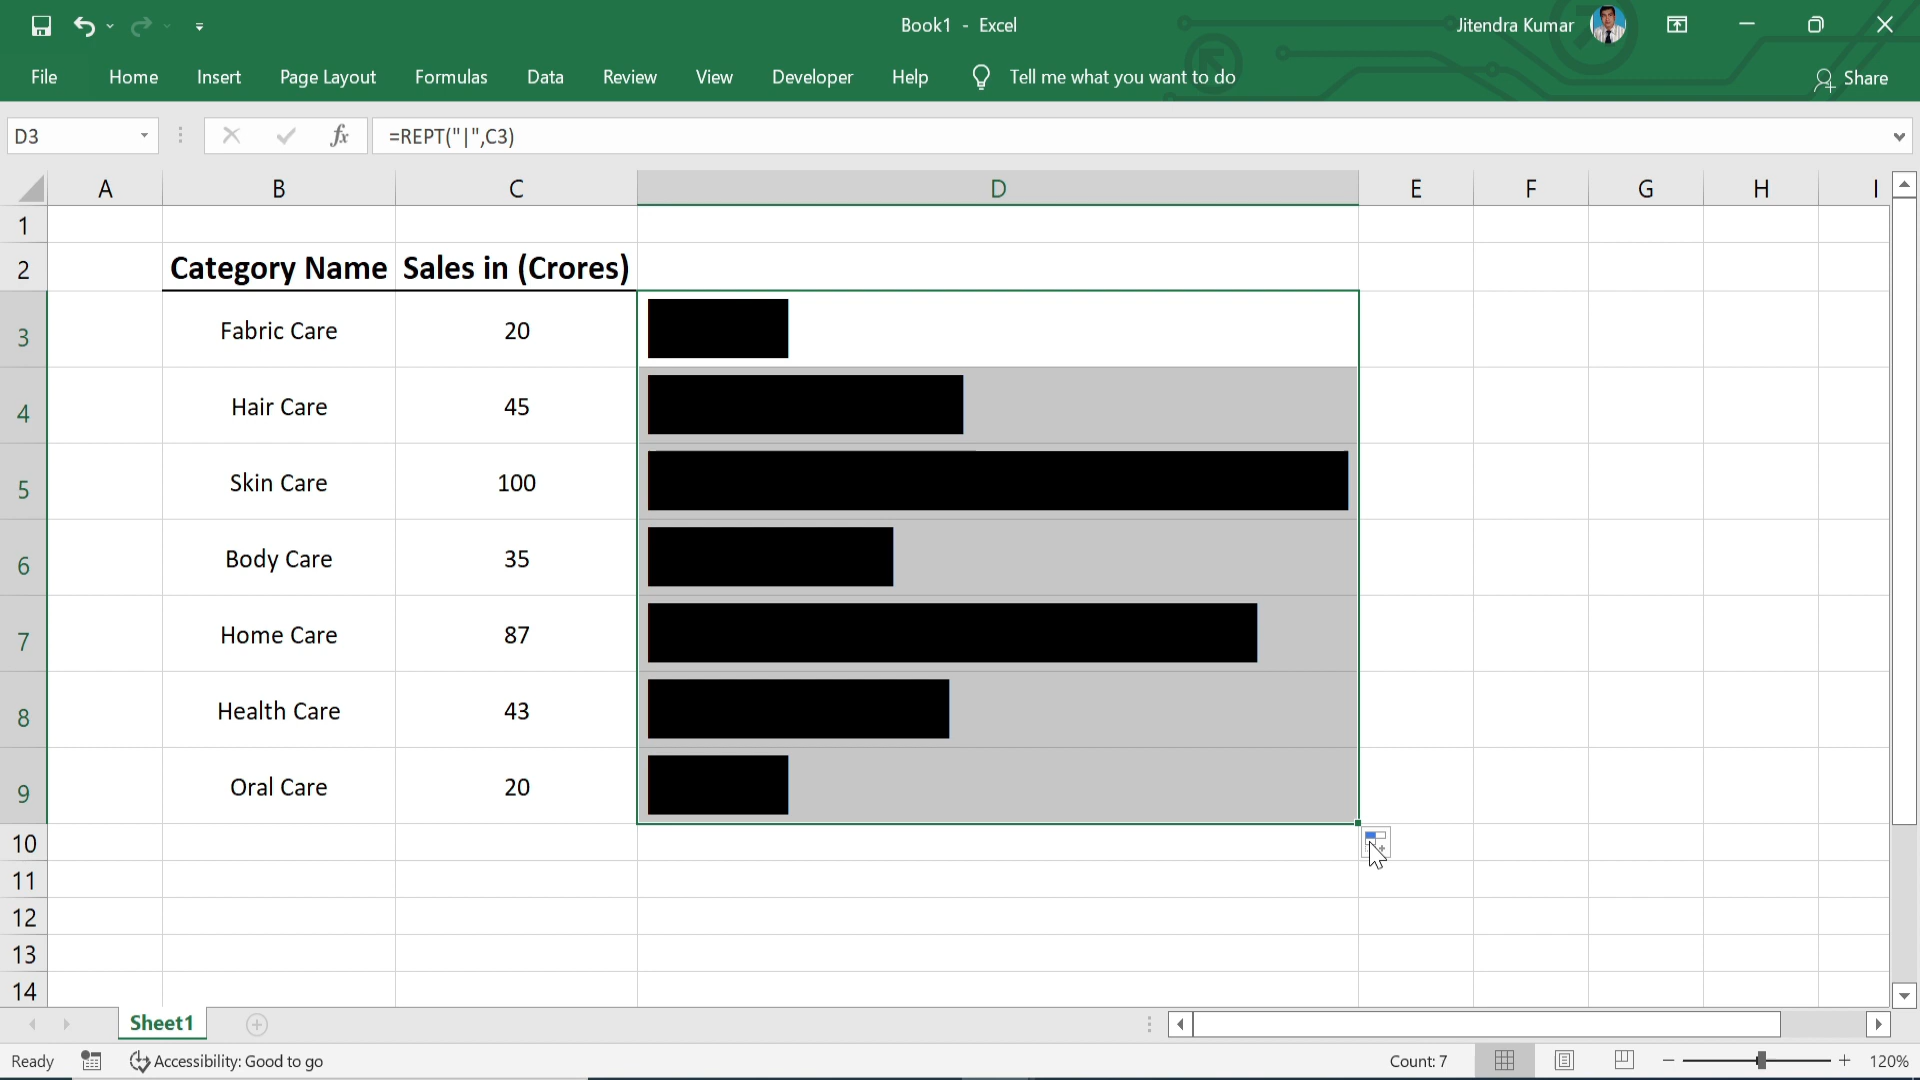 Book1 - Excel
Jitendra Kumar
File Home Insert Page Layout Formulas Data Review View Developer Help Tell me what you want to do Share
D3 fx =REPT("|",C3)
A B C D E F G H I
1
2 Category Name Sales in (Crores)
3 Fabric Care 20
4 Hair Care 45
5 Skin Care 100
6 Body Care 35
7 Home Care 87
8 Health Care 43
9 Oral Care 20
10
11
12
13
14
Sheet1
Ready Accessibility: Good to go Count: 7 120%